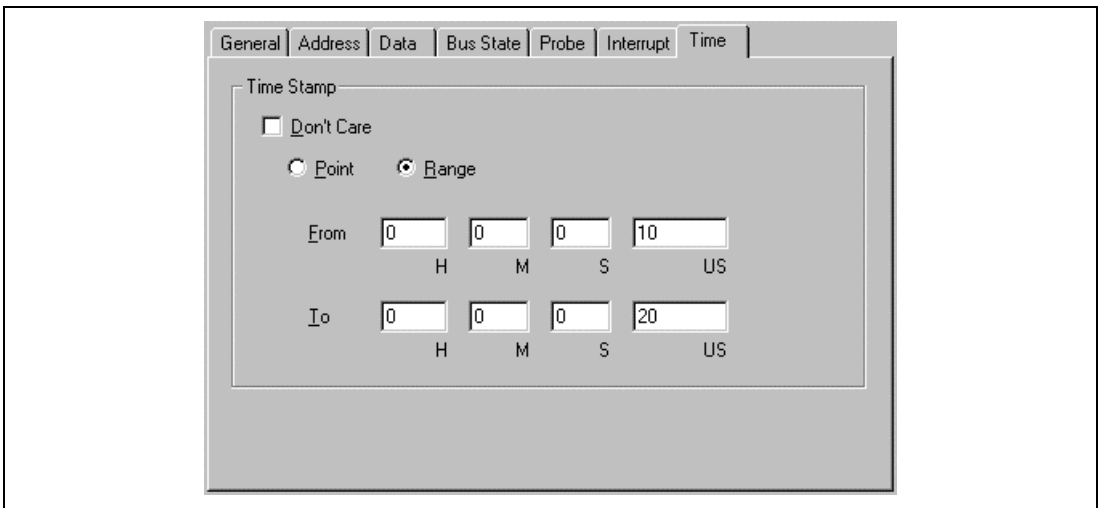 General Address Data Bus State Probe Interrupt Time
Time Stamp
Don't Care
Point Range
From 0 0 0 10
H M S US
To 0 0 0 20
H M S US